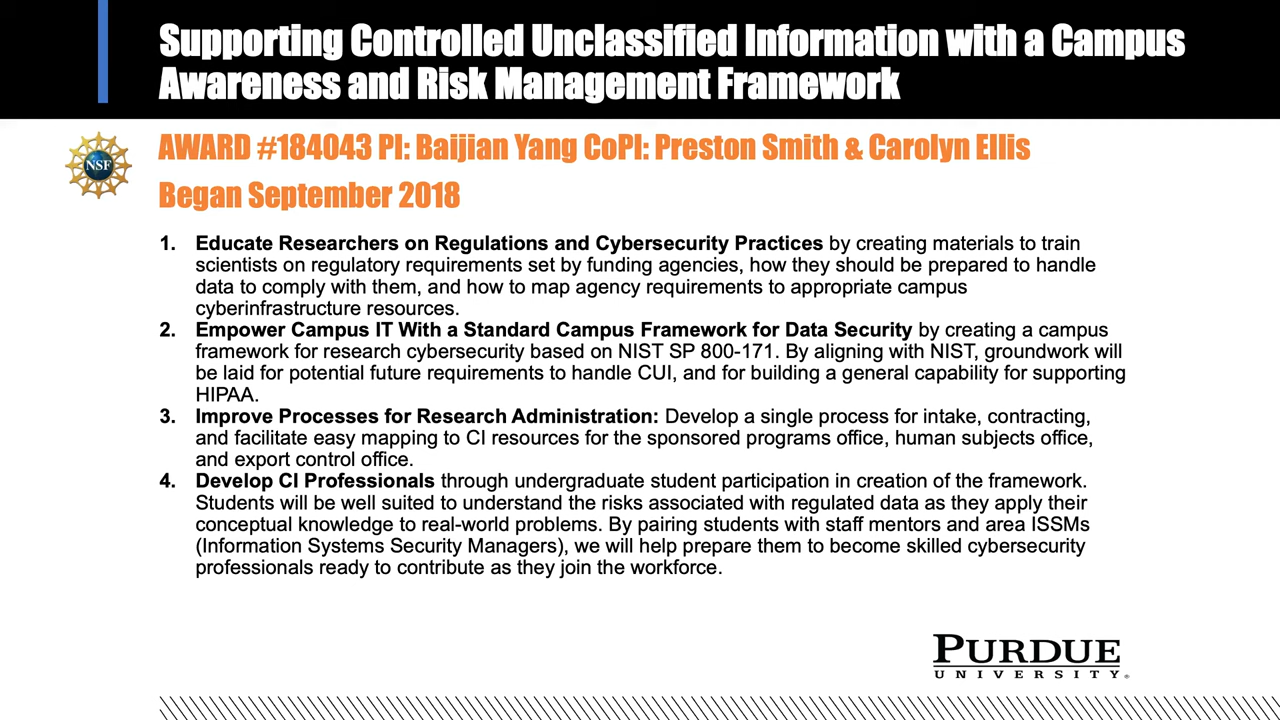 Supporting Controlled Unclassified Information with a Campus
Awareness and Risk Management Framework
NSF
AWARD #184043 PI: Baijian Yang CoPI: Preston Smith & Carolyn Ellis
Began September 2018
1. Educate Researchers on Regulations and Cybersecurity Practices by creating materials to train
scientists on regulatory requirements set by funding agencies, how they should be prepared to handle
data to comply with them, and how to map agency requirements to appropriate campus
cyberinfrastructure resources.
2. Empower Campus IT With a Standard Campus Framework for Data Security by creating a campus
framework for research cybersecurity based on NIST SP 800-171. By aligning with NIST, groundwork will
be laid for potential future requirements to handle CUI, and for building a general capability for supporting
HIPAA.
3. Improve Processes for Research Administration: Develop a single process for intake, contracting,
and facilitate easy mapping to CI resources for the sponsored programs office, human subjects office,
and export control office.
4. Develop CI Professionals through undergraduate student participation in creation of the framework.
Students will be well suited to understand the risks associated with regulated data as they apply their
conceptual knowledge to real-world problems. By pairing students with staff mentors and area ISSMs
(Information Systems Security Managers), we will help prepare them to become skilled cybersecurity
professionals ready to contribute as they join the workforce.
PURDUE
UNIVERSITY®